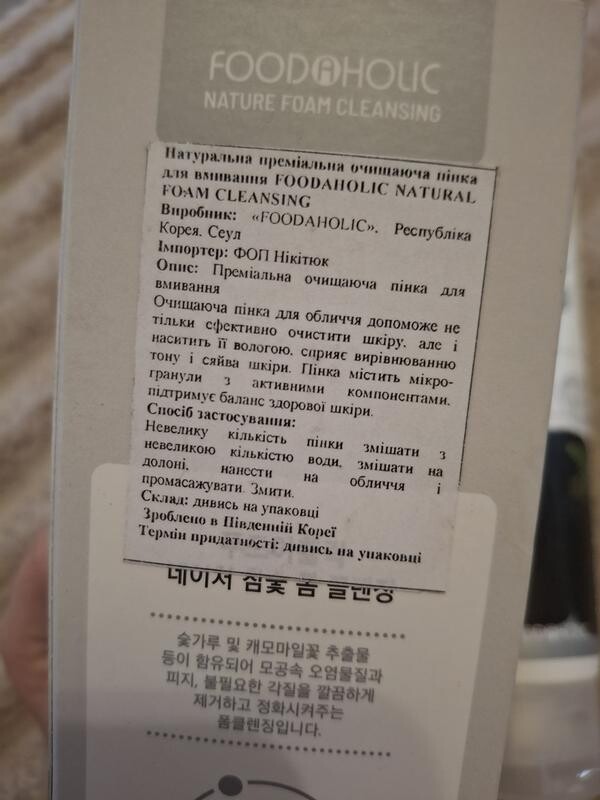 FOODAHOLIC
NATURE FOAM CLEANSING
Натуральна преміальна очищаюча пінка
для вмивання FOODAHOLIC NATURAL
FOAM CLEANSING
Виробник: «FOODAHOLIC». Республіка
Корея. Сеул
Імпортер: ФОП Нікітюк
Опис: Преміальна очищаюча пінка для
вмивання
Очищаюча пінка для обличчя допоможе не
тільки ефективно очистити шкіру, але і
наситить її вологою, сприяє вирівнюванню
тону і сяйва шкіри. Пінка містить мікро-
гранули з активними компонентами,
підтримує баланс здорової шкіри.
Спосіб застосування:
Невелику кількість пінки змішати з
невеликою кількістю води, змішати на
долоні, нанести на обличчя і
промасажувати. Змити.
Склад: дивись на упаковці
Зроблено в Південній Кореї
Термін придатності: дивись на упаковці
네이처 폼 클렌징
숯가루 및 캐모마일꽃 추출물
등이 함유되어 모공속 오염물질과
피지, 불필요한 각질을 깔끔하게
제거하고 정화시켜주는
폼클렌징입니다.